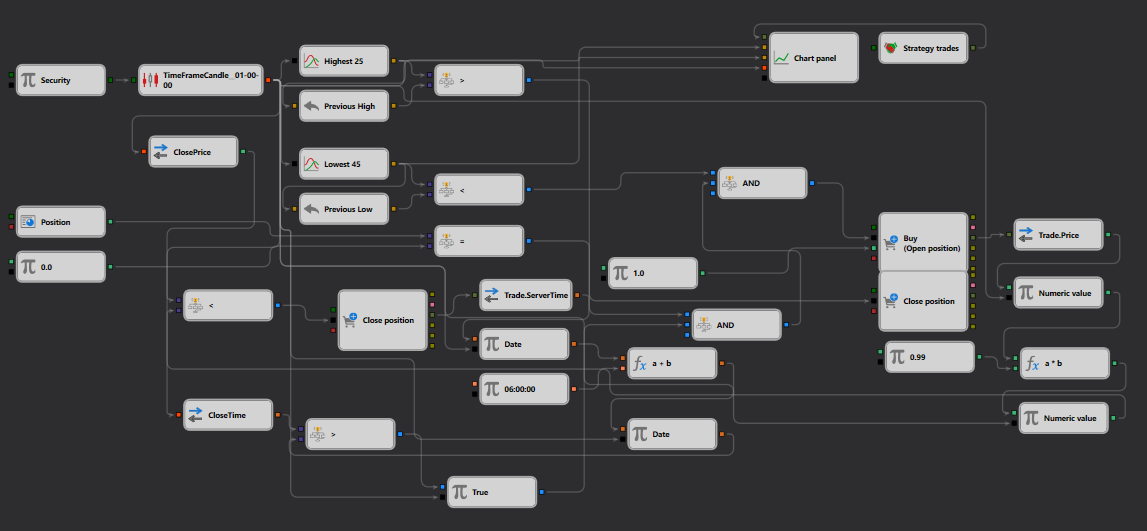 Security
TimeFrameCandle_01-00-
00
Highest 25
>
Chart panel
Strategy trades
Previous High
ClosePrice
Lowest 45
<
AND
Previous Low
Position
=
Buy
(Open position)
Trade.Price
0.0
1.0
Numeric value
<
Close position
Trade.ServerTime
Close position
AND
Date
0.99
a + b
a * b
06:00:00
CloseTime
>
Date
Numeric value
True